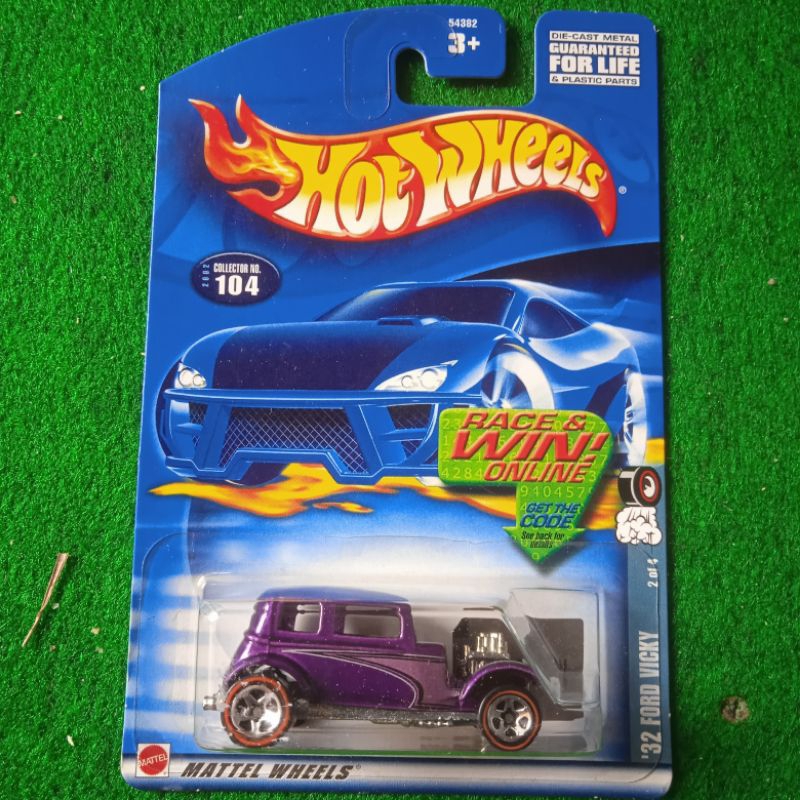 54382
3+
DIE-CAST METAL
GUARANTEED
FOR LIFE
& PLASTIC PARTS
HOT WHEELS
®
2002
COLLECTOR NO.
104
RACE &
WIN!
ONLINE
GET THE
CODE
See back for
details
2 of 4
'32 FORD VICKY
MATTEL
MATTEL WHEELS